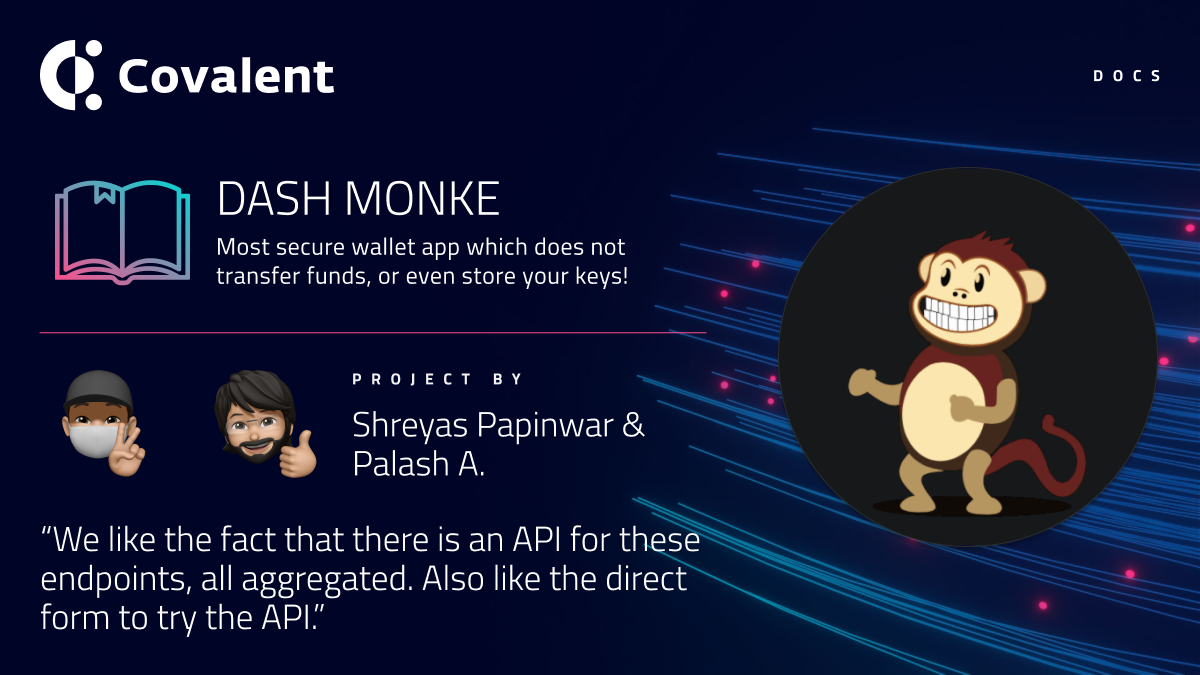 Covalent
DOCS
DASH MONKE
Most secure wallet app which does not
transfer funds, or even store your keys!
PROJECT BY
Shreyas Papinwar &
Palash A.
“We like the fact that there is an API for these
endpoints, all aggregated. Also like the direct
form to try the API.”